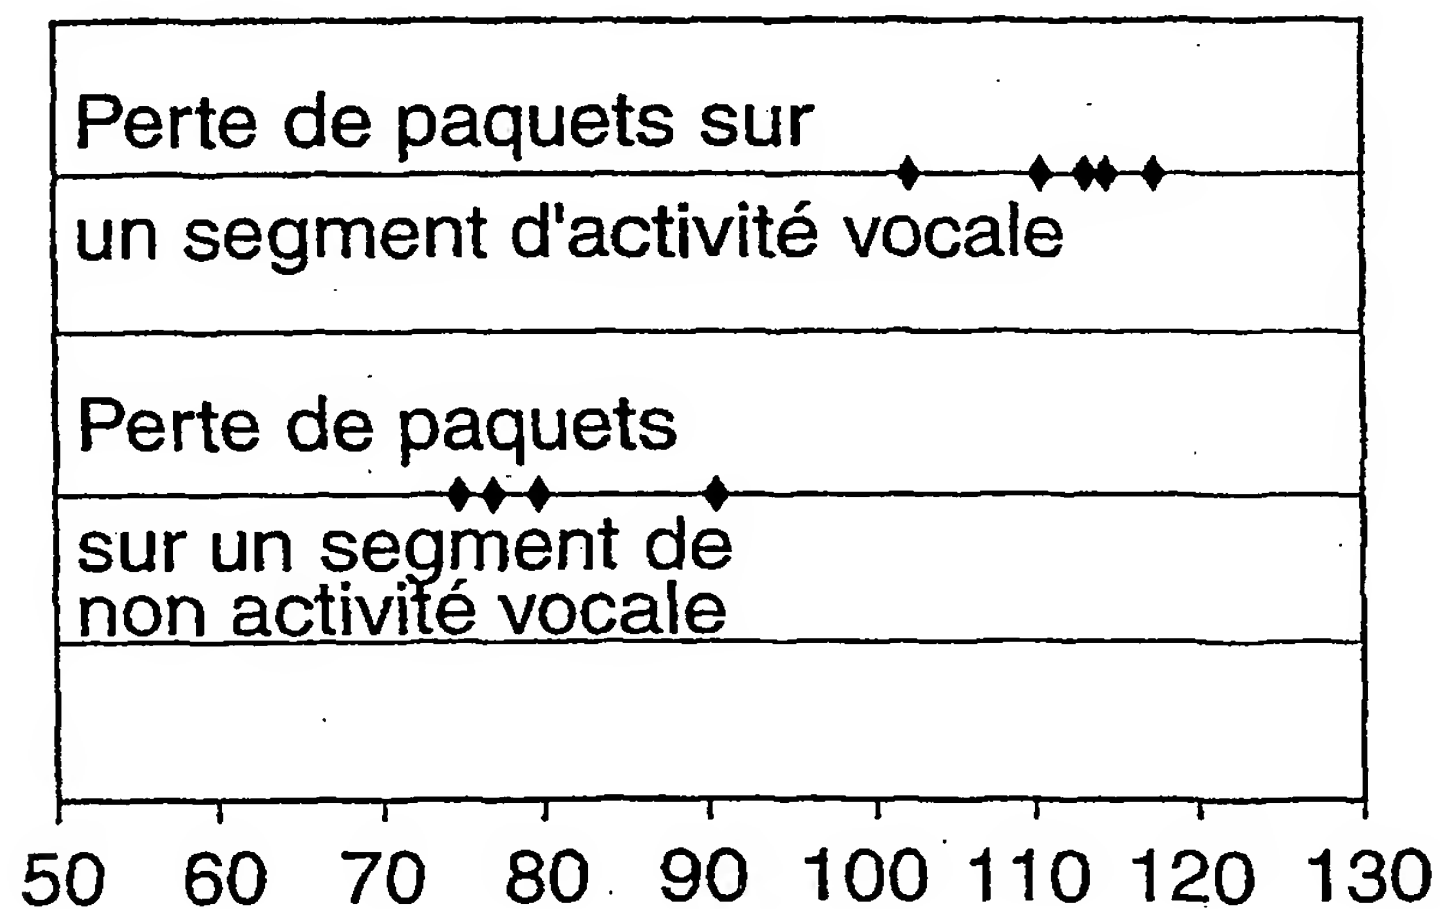 Perte de paquets sur
un segment d'activité vocale
Perte de paquets
sur un segment de
non activité vocale
50 60 70 80 90 100 110 120 130